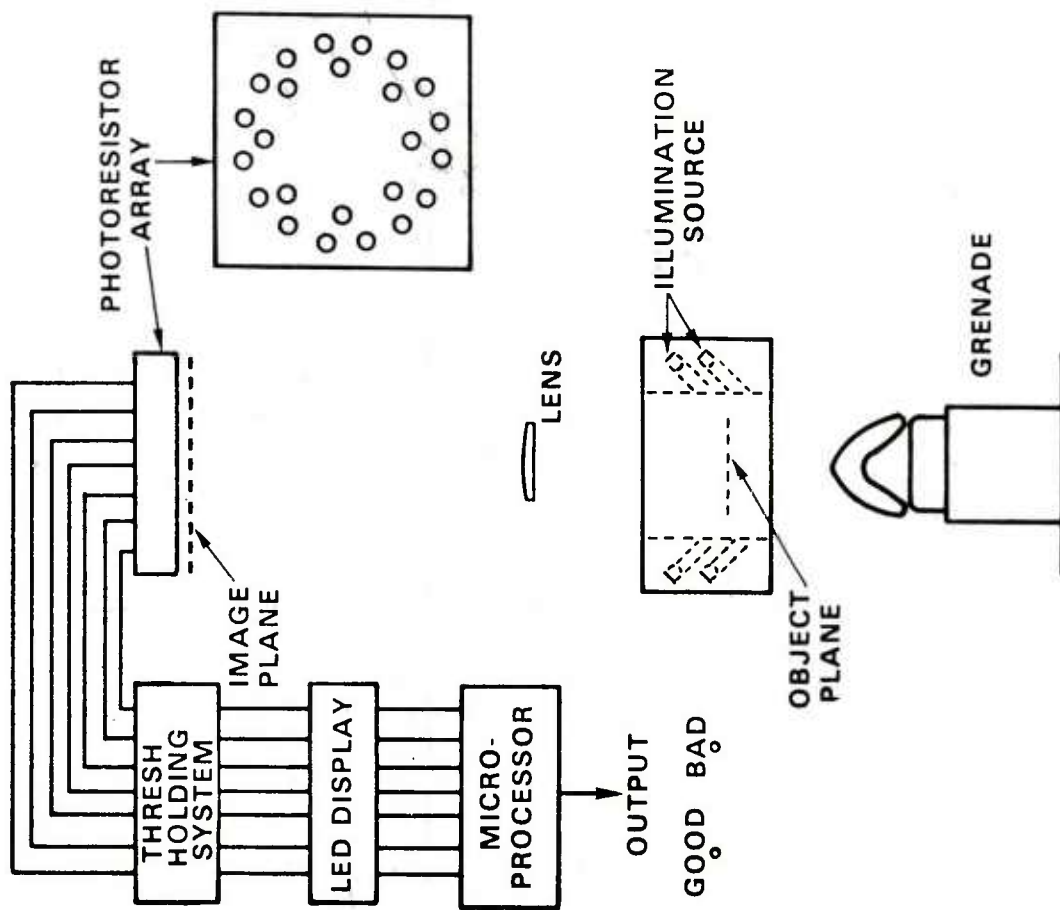 PHOTORESISTOR
ARRAY
THRESH
HOLDING
SYSTEM
IMAGE
PLANE
LED DISPLAY
LENS
MICRO-
PROCESSOR
ILLUMINATION
SOURCE
OUTPUT
GOOD BAD
OBJECT
PLANE
GRENADE